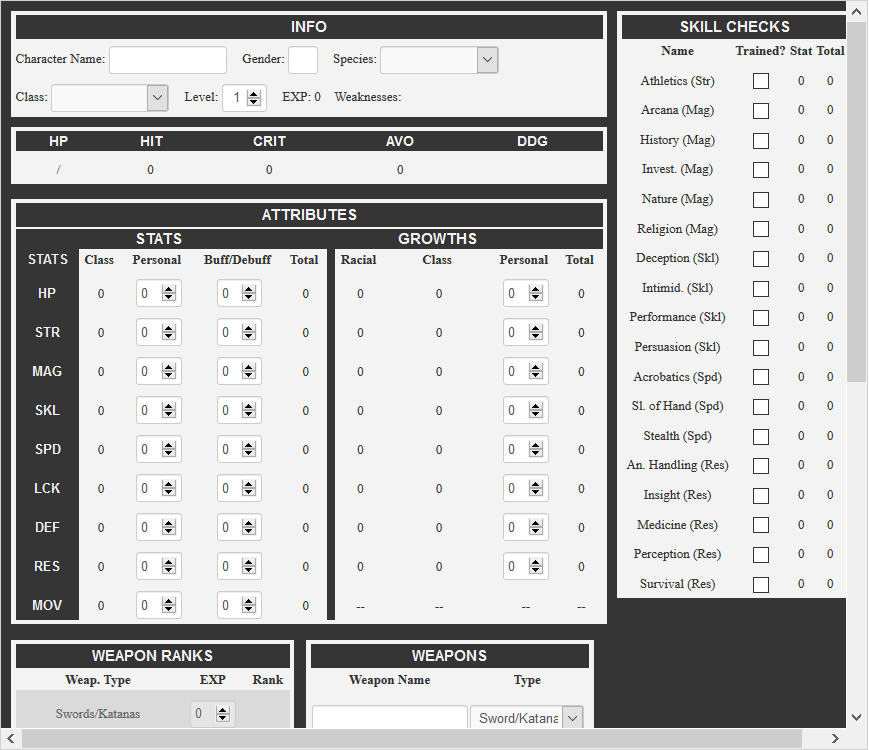 INFO
Character Name: Gender: Species:
Class: Level: 1 EXP: 0 Weaknesses:
HP HIT CRIT AVO DDG
/ 0 0 0
ATTRIBUTES
STATS GROWTHS
STATS Class Personal Buff/Debuff Total Racial Class Personal Total
HP 0 0 0 0 0 0 0 0
STR 0 0 0 0 0 0 0 0
MAG 0 0 0 0 0 0 0 0
SKL 0 0 0 0 0 0 0 0
SPD 0 0 0 0 0 0 0 0
LCK 0 0 0 0 0 0 0 0
DEF 0 0 0 0 0 0 0 0
RES 0 0 0 0 0 0 0 0
MOV 0 0 0 0 -- -- -- --
WEAPON RANKS
Weap. Type EXP Rank
Swords/Katanas 0
WEAPONS
Weapon Name Type
Sword/Katana
SKILL CHECKS
Name Trained? Stat Total
Athletics (Str) 0 0
Arcana (Mag) 0 0
History (Mag) 0 0
Invest. (Mag) 0 0
Nature (Mag) 0 0
Religion (Mag) 0 0
Deception (Skl) 0 0
Intimid. (Skl) 0 0
Performance (Skl) 0 0
Persuasion (Skl) 0 0
Acrobatics (Spd) 0 0
Sl. of Hand (Spd) 0 0
Stealth (Spd) 0 0
An. Handling (Res) 0 0
Insight (Res) 0 0
Medicine (Res) 0 0
Perception (Res) 0 0
Survival (Res) 0 0